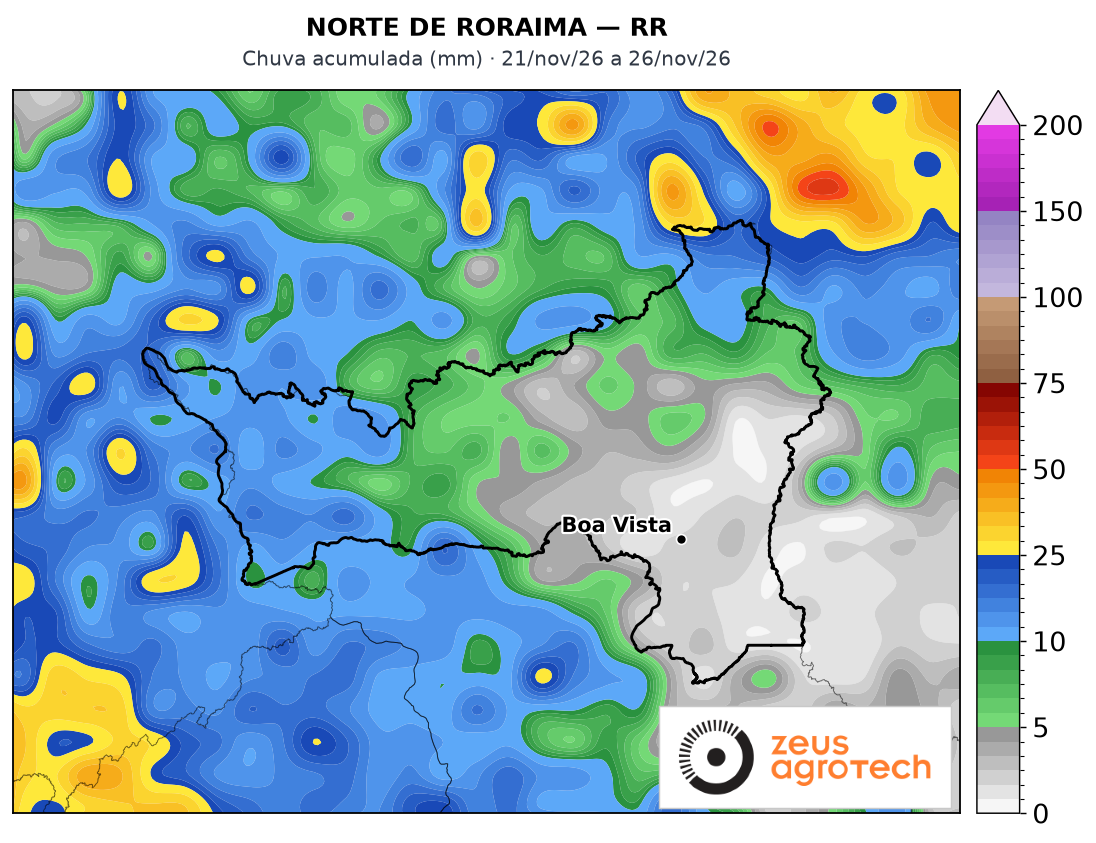 NORTE DE RORAIMA — RR
Chuva acumulada (mm) · 21/nov/26 a 26/nov/26
200
150
100
75
50
25
10
5
0
Boa Vista
zeus
agrotech